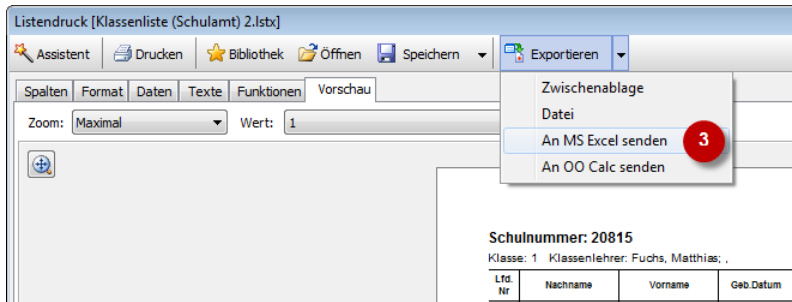 Listendruck [Klassenliste (Schulamt) 2.lstx]
Assistent Drucken Bibliothek Öffnen Speichern Exportieren
Spalten Format Daten Texte Funktionen Vorschau
Zwischenablage
Zoom: Maximal Wert: 1
Datei
An MS Excel senden 3
An OO Calc senden
Schulnummer: 20815
Klasse: 1 Klassenlehrer: Fuchs, Matthias; ,
Lfd. Nr Nachname Vorname Geb.Datum